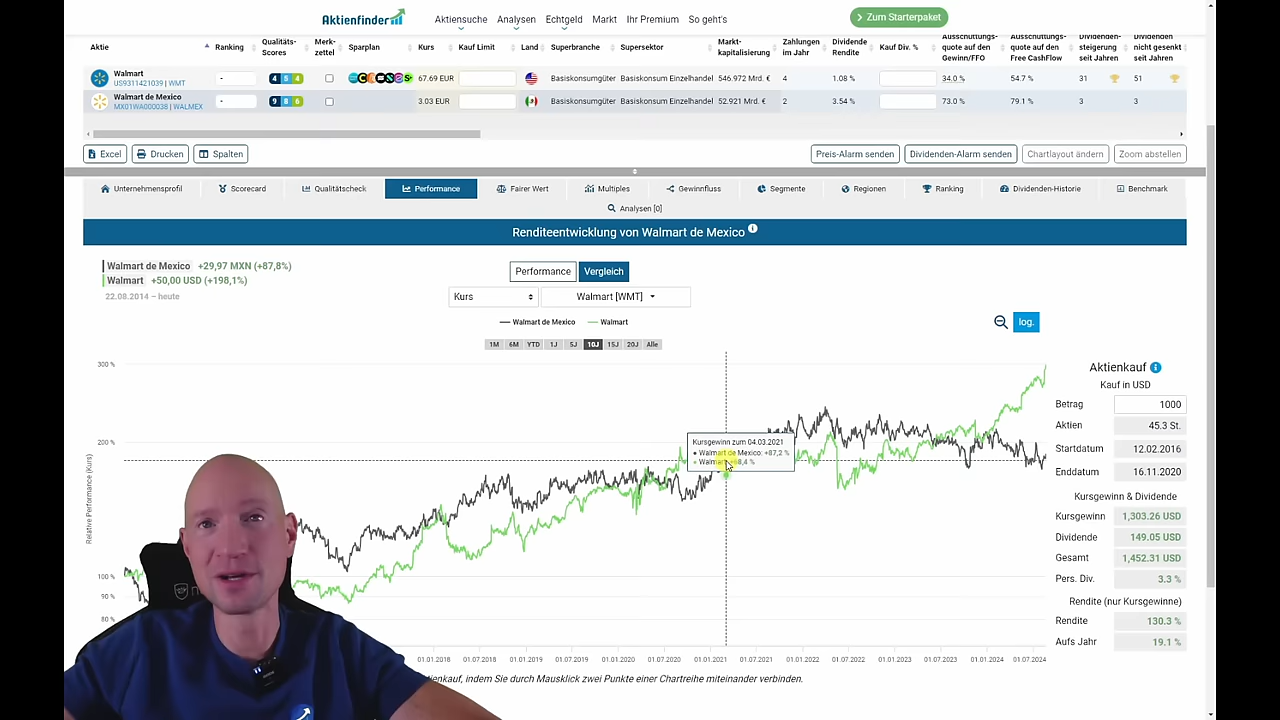 Aktienfinder
Aktiensuche Analysen Echtgeld Markt Ihr Premium So geht's
Zum Starterpaket
Aktie Ranking Qualitäts-Scores Merk-zettel Sparplan Kurs Kauf Limit Land Superbranche Supersektor Markt-kapitalisierung Zahlungen im Jahr Dividende Rendite Kauf Div. % Ausschüttungs-quote auf den Gewinn/FFO Ausschüttungs-quote auf den Free CashFlow Dividenden-steigerung seit Jahren Dividenden nicht gesenkt seit Jahren
Walmart
US9311421039 | WMT
- 4 5 4 67.69 EUR Basiskonsumgüter Basiskonsum Einzelhandel 546.972 Mrd. € 4 1.08 % 34.0 % 54.7 % 31 51
Walmart de Mexico
MX01WA000038 | WALMEX
- 9 8 6 3.03 EUR Basiskonsumgüter Basiskonsum Einzelhandel 52.921 Mrd. € 2 3.54 % 73.0 % 79.1 % 3 3
Excel Drucken Spalten Preis-Alarm senden Dividenden-Alarm senden Chartlayout ändern Zoom abstellen
Unternehmensprofil Scorecard Qualitätscheck Performance Fairer Wert Multiples Gewinnfluss Segmente Regionen Ranking Dividenden-Historie Benchmark
Analysen [0]
Renditeentwicklung von Walmart de Mexico
Walmart de Mexico +29,97 MXN (+87,8%)
Walmart +50,00 USD (+198,1%)
22.08.2014 – heute
Performance Vergleich
Kurs Walmart [WMT]
Walmart de Mexico Walmart
log.
1M 6M YTD 1J 5J 10J 15J 20J Alle
300 %
200 %
100 %
90 %
80 %
Relative Performance (Kurs)
Kursgewinn zum 04.03.2021
Walmart de Mexico: +87,2 %
01.01.2018 01.07.2018 01.01.2019 01.07.2019 01.01.2020 01.07.2020 01.01.2021 01.07.2021 01.01.2022 01.07.2022 01.01.2023 01.07.2023 01.01.2024 01.07.2024
Aktienkauf
Kauf in USD
Betrag 1000
Aktien 45.3 St.
Startdatum 12.02.2016
Enddatum 16.11.2020
Kursgewinn & Dividende
Kursgewinn 1,303.26 USD
Dividende 149.05 USD
Gesamt 1,452.31 USD
Pers. Div. 3.3 %
Rendite (nur Kursgewinne)
Rendite 130.3 %
Aufs Jahr 19.1 %
tienkauf, indem Sie durch Mausklick zwei Punkte einer Chartreihe miteinander verbinden.